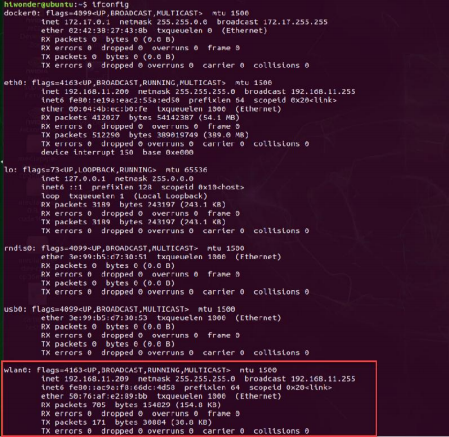 hiwonder@ubuntu:~$ ifconfig
docker0: flags=4099<UP,BROADCAST,MULTICAST> mtu 1500
inet 172.17.0.1 netmask 255.255.0.0 broadcast 172.17.255.255
ether 02:42:38:27:43:8b txqueuelen 0 (Ethernet)
RX packets 0 bytes 0 (0.0 B)
RX errors 0 dropped 0 overruns 0 frame 0
TX packets 0 bytes 0 (0.0 B)
TX errors 0 dropped 0 overruns 0 carrier 0 collisions 0
eth0: flags=4163<UP,BROADCAST,RUNNING,MULTICAST> mtu 1500
inet 192.168.11.200 netmask 255.255.255.0 broadcast 192.168.11.255
inet6 fe80::e19a:eac2:55a:ed50 prefixlen 64 scopeid 0x20<link>
ether 00:04:4b:ec:b0:fe txqueuelen 1000 (Ethernet)
RX packets 412027 bytes 54142387 (54.1 MB)
RX errors 0 dropped 0 overruns 0 frame 0
TX packets 512290 bytes 389019749 (389.0 MB)
TX errors 0 dropped 0 overruns 0 carrier 0 collisions 0
device interrupt 150 base 0xe000
lo: flags=73<UP,LOOPBACK,RUNNING> mtu 65536
inet 127.0.0.1 netmask 255.0.0.0
inet6 ::1 prefixlen 128 scopeid 0x10<host>
loop txqueuelen 1 (Local Loopback)
RX packets 3189 bytes 243197 (243.1 KB)
RX errors 0 dropped 0 overruns 0 frame 0
TX packets 3189 bytes 243197 (243.1 KB)
TX errors 0 dropped 0 overruns 0 carrier 0 collisions 0
rndis0: flags=4099<UP,BROADCAST,MULTICAST> mtu 1500
ether 3e:99:b5:d7:30:51 txqueuelen 1000 (Ethernet)
RX packets 0 bytes 0 (0.0 B)
RX errors 0 dropped 0 overruns 0 frame 0
TX packets 0 bytes 0 (0.0 B)
TX errors 0 dropped 0 overruns 0 carrier 0 collisions 0
usb0: flags=4099<UP,BROADCAST,MULTICAST> mtu 1500
ether 3e:99:b5:d7:30:53 txqueuelen 1000 (Ethernet)
RX packets 0 bytes 0 (0.0 B)
RX errors 0 dropped 0 overruns 0 frame 0
TX packets 0 bytes 0 (0.0 B)
TX errors 0 dropped 0 overruns 0 carrier 0 collisions 0
wlan0: flags=4163<UP,BROADCAST,RUNNING,MULTICAST> mtu 1500
inet 192.168.11.209 netmask 255.255.255.0 broadcast 192.168.11.255
inet6 fe80::ac9e:f8:66dc:4d58 prefixlen 64 scopeid 0x20<link>
ether 50:76:af:e2:89:bb txqueuelen 1000 (Ethernet)
RX packets 705 bytes 154829 (154.8 KB)
RX errors 0 dropped 0 overruns 0 frame 0
TX packets 171 bytes 30804 (30.8 KB)
TX errors 0 dropped 0 overruns 0 carrier 0 collisions 0